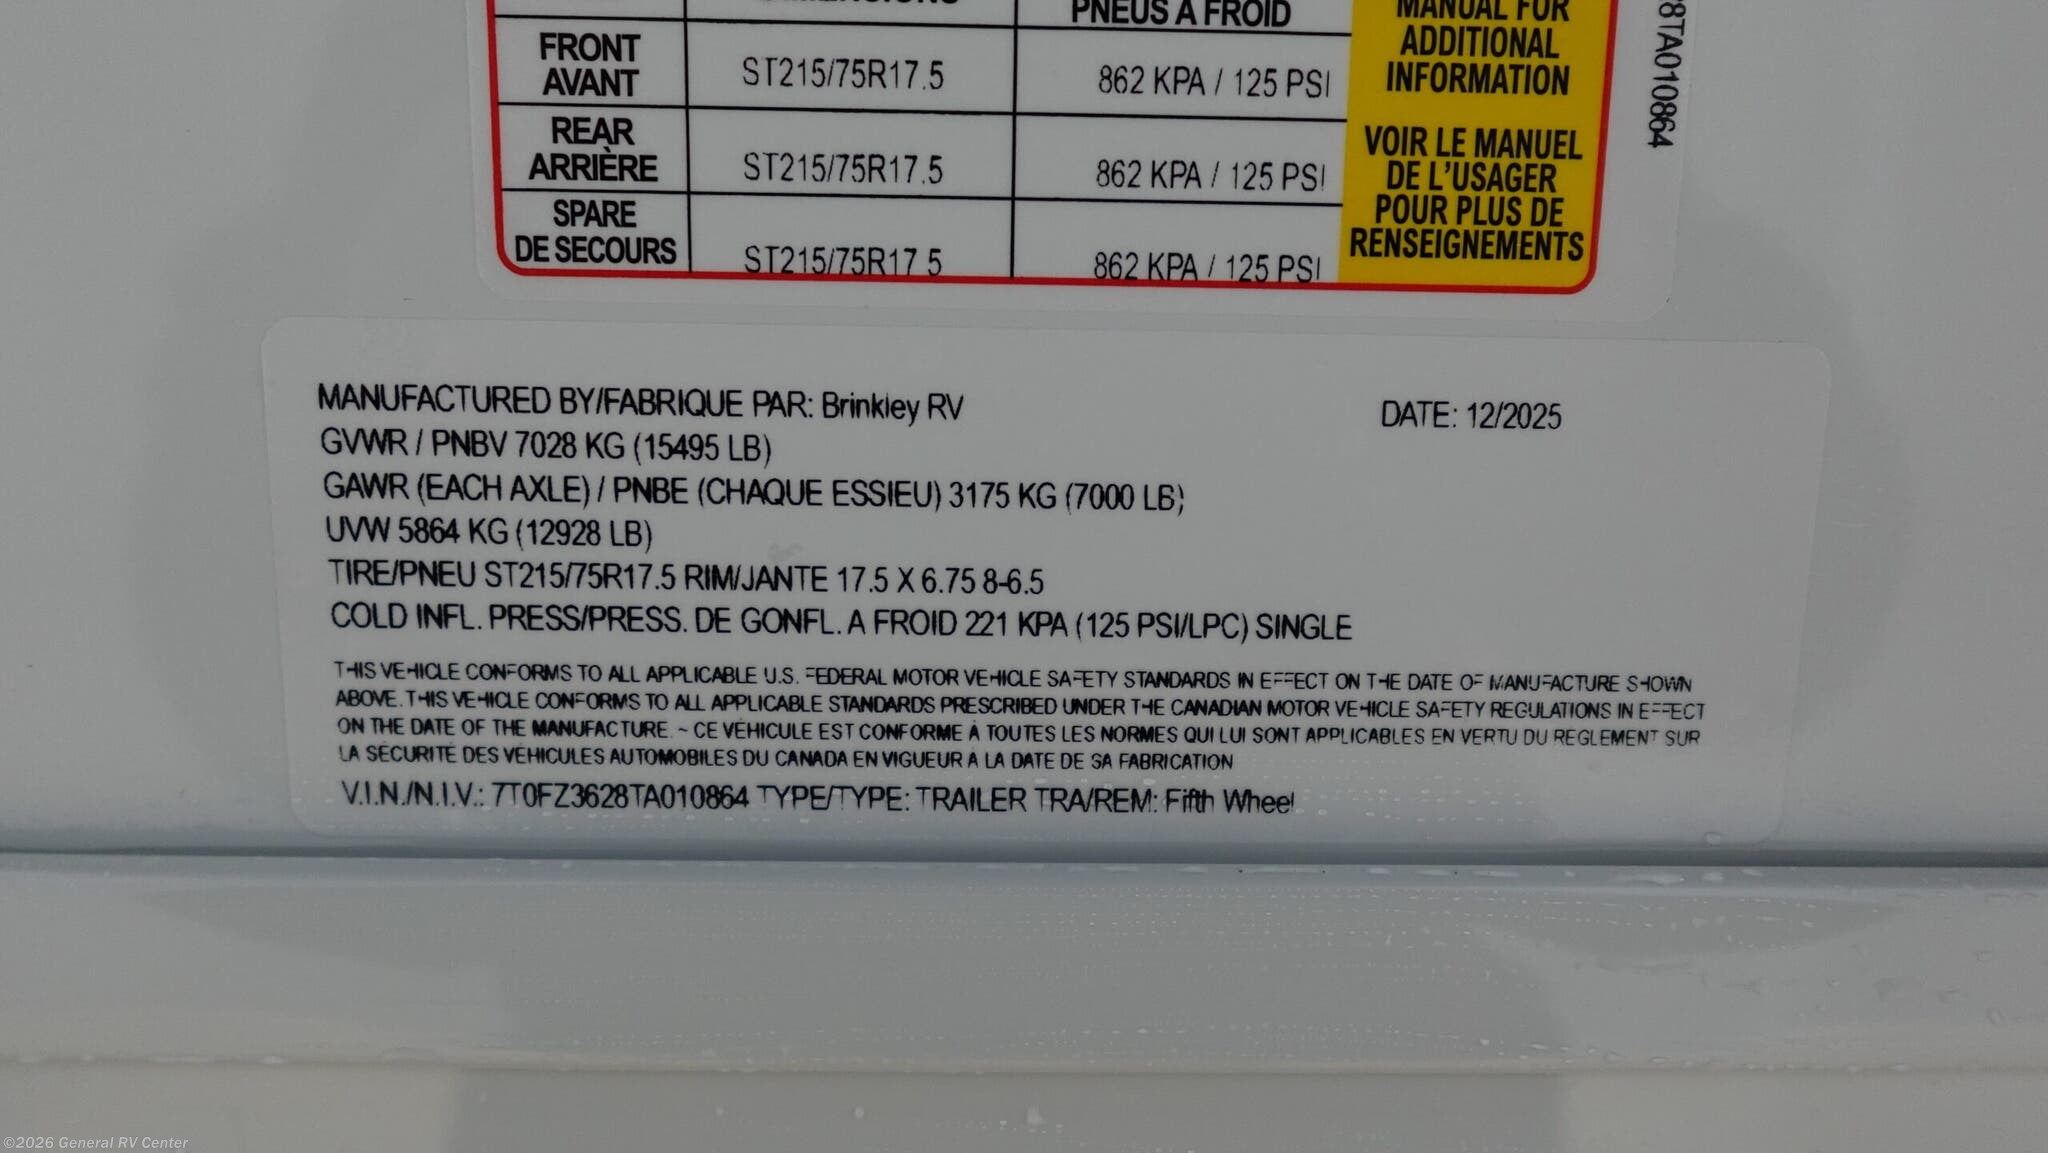 PNEUS A FROID
MANUAL FOR
ADDITIONAL
INFORMATION
FRONT
AVANT
ST215/75R17.5
862 KPA / 125 PSI
REAR
ARRIÈRE
ST215/75R17.5
862 KPA / 125 PSI
SPARE
DE SECOURS
ST215/75R17.5
862 KPA / 125 PSI
VOIR LE MANUEL
DE L'USAGER
POUR PLUS DE
RENSEIGNEMENTS
28TA010864
MANUFACTURED BY/FABRIQUE PAR: Brinkley RV
DATE: 12/2025
GVWR / PNBV 7028 KG (15495 LB)
GAWR (EACH AXLE) / PNBE (CHAQUE ESSIEU) 3175 KG (7000 LB)
UVW 5864 KG (12928 LB)
TIRE/PNEU ST215/75R17.5 RIM/JANTE 17.5 X 6.75 8-6.5
COLD INFL. PRESS/PRESS. DE GONFL. A FROID 221 KPA (125 PSI/LPC) SINGLE
THIS VEHICLE CONFORMS TO ALL APPLICABLE U.S. FEDERAL MOTOR VEHICLE SAFETY STANDARDS IN EFFECT ON THE DATE OF MANUFACTURE SHOWN
ABOVE. THIS VEHICLE CONFORMS TO ALL APPLICABLE STANDARDS PRESCRIBED UNDER THE CANADIAN MOTOR VEHICLE SAFETY REGULATIONS IN EFFECT
ON THE DATE OF THE MANUFACTURE. ~ CE VÉHICULE EST CONFORME À TOUTES LES NORMES QUI LUI SONT APPLICABLES EN VERTU DU REGLEMENT SUR
LA SÉCURITÉ DES VÉHICULES AUTOMOBILES DU CANADA EN VIGUEUR À LA DATE DE SA FABRICATION
V.I.N./N.I.V.: 7T0FZ3628TA010864 TYPE/TYPE: TRAILER TRA/REM: Fifth Wheel
©2026 General RV Center